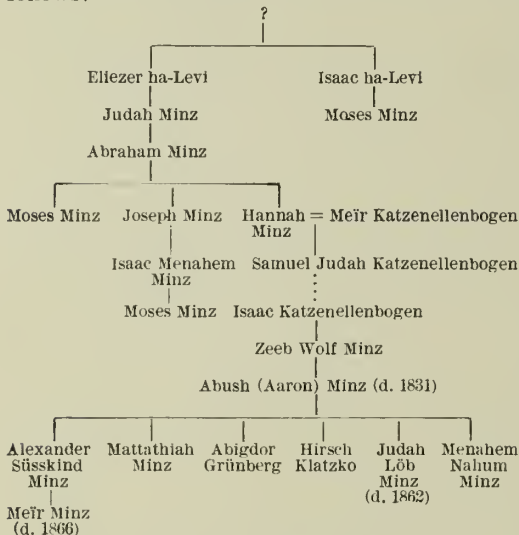 ?
Eliezer ha-Levi Isaac ha-Levi
Judah Minz Moses Minz
Abraham Minz
Moses Minz Joseph Minz Hannah = Meïr Katzenellenbogen
Minz
Isaac Menahem Samuel Judah Katzenellenbogen
Minz
Moses Minz Isaac Katzenellenbogen
Zeeb Wolf Minz
Abush (Aaron) Minz (d. 1831)
Alexander Mattathiah Abigdor Hirsch Judah Menahem
Süsskind Minz Grünberg Klatzko Löb Nahum
Minz Minz Minz
(d. 1862)
Meïr Minz
(d. 1866)